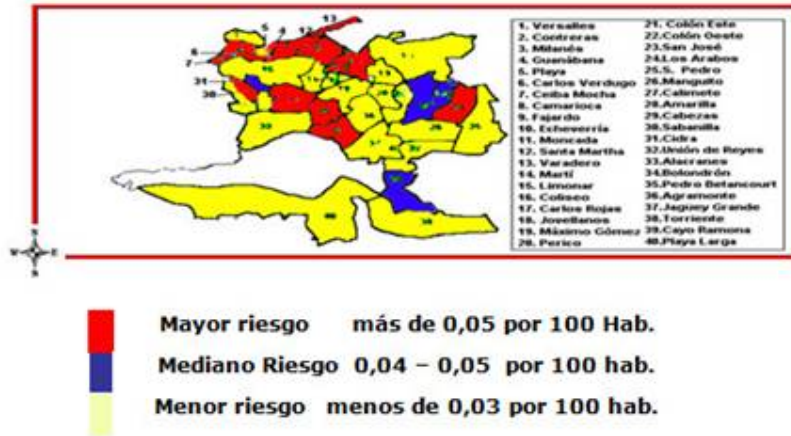 1. Versalles
2. Contreras
3. Milanés
4. Guanábana
5. Playa
6. Carlos Verdugo
7. Ceiba Mocha
8. Camarioca
9. Fajardo
10. Echeverría
11. Moncada
12. Santa Martha
13. Varadero
14. Martí
15. Limonar
16. Coliseo
17. Carlos Rojas
18. Jovellanos
19. Máximo Gómez
20. Perico
21. Colón Este
22.Colón Oeste
23.San José
24.Los Arabos
25.S. Pedro
26.Manguito
27.Calimete
28.Amarilla
29.Cabezas
30.Sabanilla
31.Cidra
32.Unión de Reyes
33.Alacranes
34.Bolondrón
35.Pedro Betancourt
36.Agramonte
37.Jaguey Grande
38.Torriente
39.Cayo Ramona
40.Playa Larga
Mayor riesgo más de 0,05 por 100 Hab.
Mediano Riesgo 0,04 – 0,05 por 100 hab.
Menor riesgo menos de 0,03 por 100 hab.